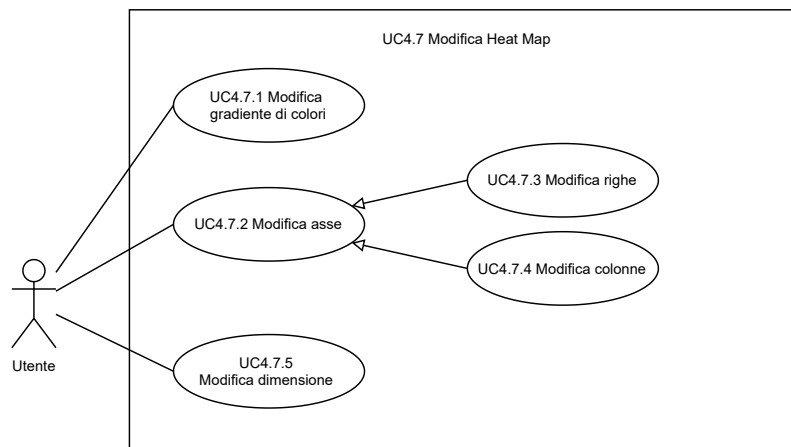 UC4.7 Modifica Heat Map
UC4.7.1 Modifica
gradiente di colori
UC4.7.3 Modifica righe
UC4.7.2 Modifica asse
UC4.7.4 Modifica colonne
Utente
UC4.7.5
Modifica dimensione